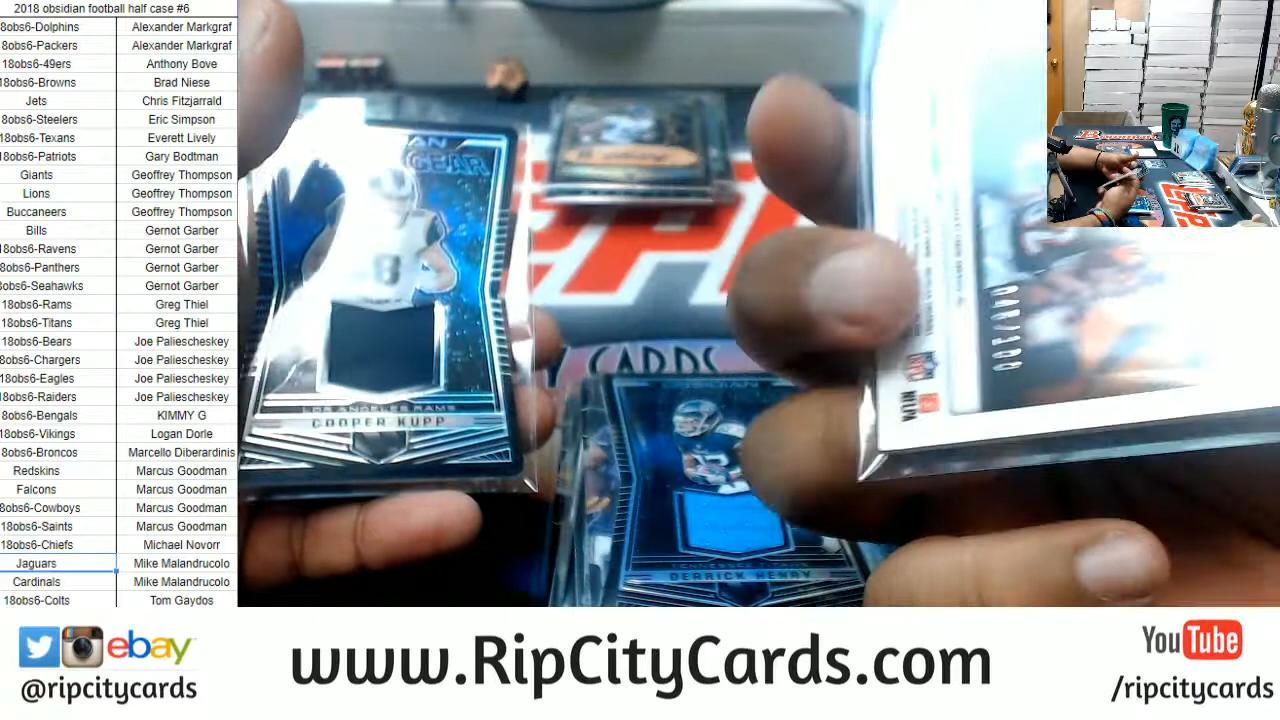 2018 obsidian football half case #6
8obs6-Dolphins Alexander Markgraf
8obs6-Packers Alexander Markgraf
18obs6-49ers Anthony Bove
18obs6-Browns Brad Niese
Jets Chris Fitzjarrald
8obs6-Steelers Eric Simpson
18obs6-Texans Everett Lively
18obs6-Patriots Gary Bodtman
Giants Geoffrey Thompson
Lions Geoffrey Thompson
Buccaneers Geoffrey Thompson
Bills Gernot Garber
18obs6-Ravens Gernot Garber
8obs6-Panthers Gernot Garber
8obs6-Seahawks Gernot Garber
18obs6-Rams Greg Thiel
18obs6-Titans Greg Thiel
18obs6-Bears Joe Paliescheskey
8obs6-Chargers Joe Paliescheskey
18obs6-Eagles Joe Paliescheskey
18obs6-Raiders Joe Paliescheskey
8obs6-Bengals KIMMY G
18obs6-Vikings Logan Dorle
8obs6-Broncos Marcello Diberardinis
Redskins Marcus Goodman
Falcons Marcus Goodman
8obs6-Cowboys Marcus Goodman
18obs6-Saints Marcus Goodman
18obs6-Chiefs Michael Novorr
Jaguars Mike Malandrucolo
Cardinals Mike Malandrucolo
18obs6-Colts Tom Gaydos
GEAR
LOS ANGELES RAMS
COOPER KUPP
CARDS
TENNESSEE TITANS
DERRICK HENRY
NFLPA
ebay
@ripcitycards
www.RipCityCards.com
YouTube
/ripcitycards